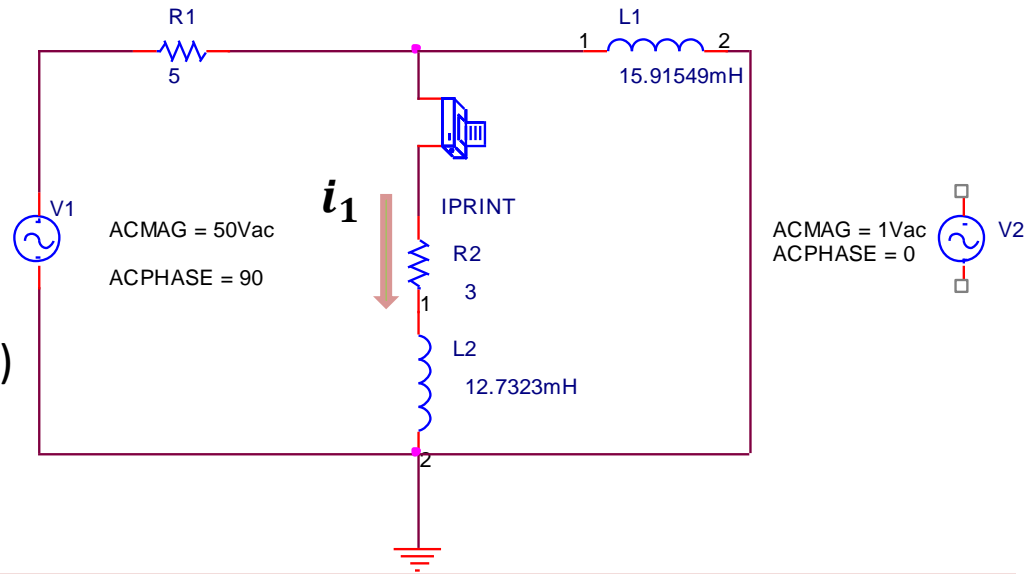 R1
5
L1
1
2
15.91549mH
V1
ACMAG = 50Vac
ACPHASE = 90
i₁
IPRINT
R2
3
1
ACMAG = 1Vac
ACPHASE = 0
V2
)
L2
12.7323mH
2